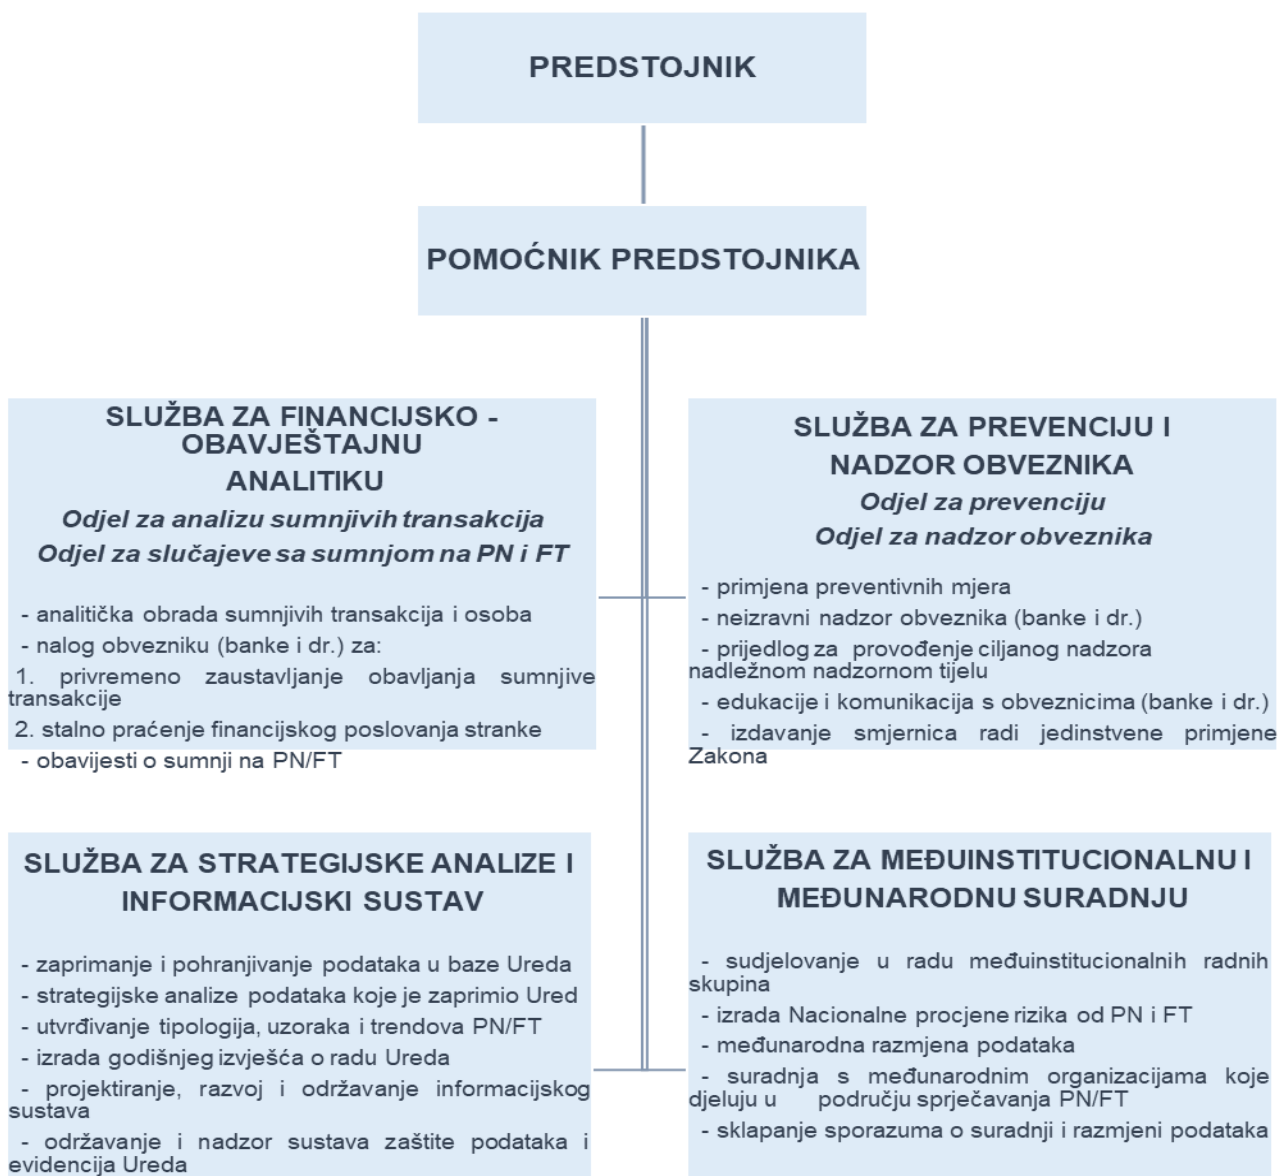 PREDSTOJNIK
POMOĆNIK PREDSTOJNIKA
SLUŽBA ZA FINANCIJSKO -
OBAVJEŠTAJNU
ANALITIKU
Odjel za analizu sumnjivih transakcija
Odjel za slučajeve sa sumnjom na PN i FT
- analitička obrada sumnjivih transakcija i osoba
- nalog obvezniku (banke i dr.) za:
1. privremeno zaustavljanje obavljanja sumnjive
transakcije
2. stalno praćenje financijskog poslovanja stranke
- obavijesti o sumnji na PN/FT
SLUŽBA ZA PREVENCIJU I
NADZOR OBVEZNIKA
Odjel za prevenciju
Odjel za nadzor obveznika
- primjena preventivnih mjera
- neizravni nadzor obveznika (banke i dr.)
- prijedlog za provođenje ciljanog nadzora
nadležnom nadzornom tijelu
- edukacije i komunikacija s obveznicima (banke i dr.)
- izdavanje smjernica radi jedinstvene primjene
Zakona
SLUŽBA ZA STRATEGIJSKE ANALIZE I
INFORMACIJSKI SUSTAV
- zaprimanje i pohranjivanje podataka u baze Ureda
- strategijske analize podataka koje je zaprimio Ured
- utvrđivanje tipologija, uzoraka i trendova PN/FT
- izrada godišnjeg izvješća o radu Ureda
- projektiranje, razvoj i održavanje informacijskog
sustava
- održavanje i nadzor sustava zaštite podataka i
evidencija Ureda
SLUŽBA ZA MEĐUINSTITUCIONALNU I
MEĐUNARODNU SURADNJU
- sudjelovanje u radu međuinstitucionalnih radnih
skupina
- izrada Nacionalne procjene rizika od PN i FT
- međunarodna razmjena podataka
- suradnja s međunarodnim organizacijama koje
djeluju u području sprječavanja PN/FT
- sklapanje sporazuma o suradnji i razmjeni podataka